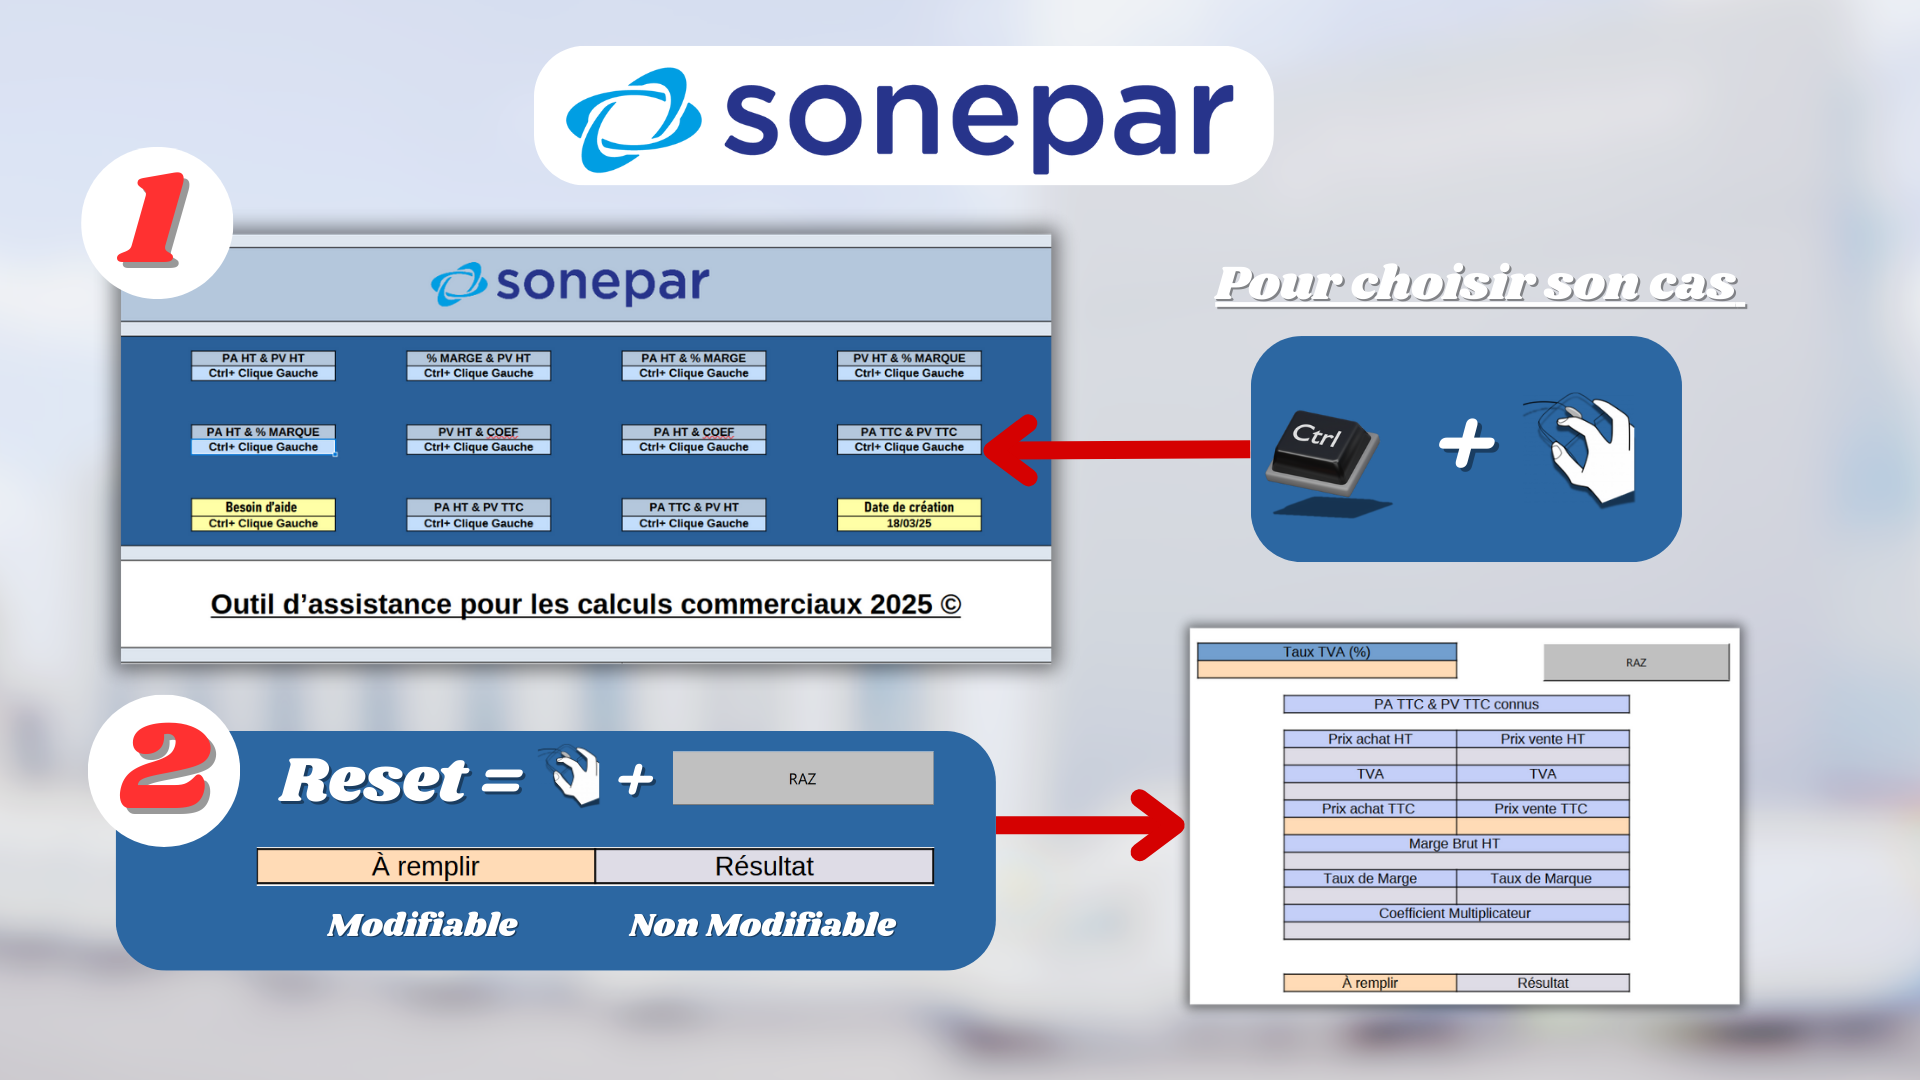 sonepar
1
sonepar
PA HT & PV HT
Ctrl+ Clique Gauche
% MARGE & PV HT
Ctrl+ Clique Gauche
PA HT & % MARGE
Ctrl+ Clique Gauche
PV HT & % MARQUE
Ctrl+ Clique Gauche
PA HT & % MARQUE
Ctrl+ Clique Gauche
PV HT & COEF
Ctrl+ Clique Gauche
PA HT & COEF
Ctrl+ Clique Gauche
PA TTC & PV TTC
Ctrl+ Clique Gauche
Besoin d'aide
Ctrl+ Clique Gauche
PA HT & PV TTC
Ctrl+ Clique Gauche
PA TTC & PV HT
Ctrl+ Clique Gauche
Date de création
18/03/25
Outil d’assistance pour les calculs commerciaux 2025 ©
Pour choisir son cas
Ctrl +
2
Reset = + RAZ
À remplir Résultat
Modifiable Non Modifiable
Taux TVA (%)
RAZ
PA TTC & PV TTC connus
Prix achat HT Prix vente HT
TVA TVA
Prix achat TTC Prix vente TTC
Marge Brut HT
Taux de Marge Taux de Marque
Coefficient Multiplicateur
À remplir Résultat